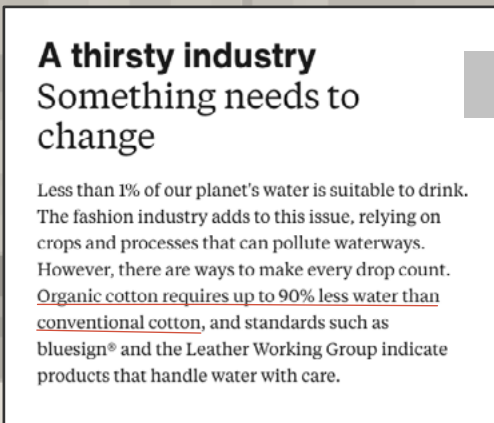 A thirsty industry
Something needs to
change
Less than 1% of our planet's water is suitable to drink.
The fashion industry adds to this issue, relying on
crops and processes that can pollute waterways.
However, there are ways to make every drop count.
Organic cotton requires up to 90% less water than
conventional cotton, and standards such as
bluesign® and the Leather Working Group indicate
products that handle water with care.